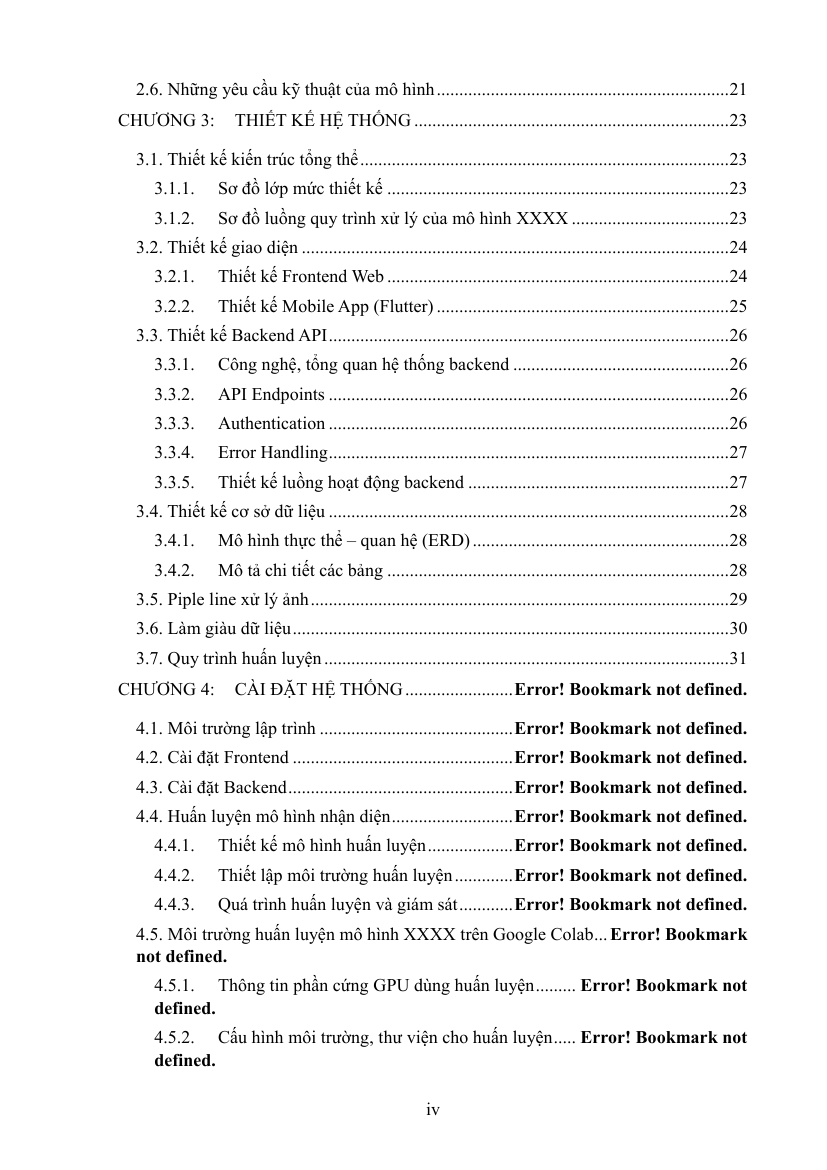 2.6. Những yêu cầu kỹ thuật của mô hình.................................................................21
CHƯƠNG 3: THIẾT KẾ HỆ THỐNG ......................................................................23
3.1. Thiết kế kiến trúc tổng thể..................................................................................23
3.1.1. Sơ đồ lớp mức thiết kế ............................................................................23
3.1.2. Sơ đồ luồng quy trình xử lý của mô hình XXXX ...................................23
3.2. Thiết kế giao diện ...............................................................................................24
3.2.1. Thiết kế Frontend Web ............................................................................24
3.2.2. Thiết kế Mobile App (Flutter) .................................................................25
3.3. Thiết kế Backend API.........................................................................................26
3.3.1. Công nghệ, tổng quan hệ thống backend ................................................26
3.3.2. API Endpoints .........................................................................................26
3.3.3. Authentication .........................................................................................26
3.3.4. Error Handling.........................................................................................27
3.3.5. Thiết kế luồng hoạt động backend ..........................................................27
3.4. Thiết kế cơ sở dữ liệu .........................................................................................28
3.4.1. Mô hình thực thể – quan hệ (ERD).........................................................28
3.4.2. Mô tả chi tiết các bảng ............................................................................28
3.5. Piple line xử lý ảnh.............................................................................................29
3.6. Làm giàu dữ liệu.................................................................................................30
3.7. Quy trình huấn luyện ..........................................................................................31
CHƯƠNG 4: CÀI ĐẶT HỆ THỐNG ........................Error! Bookmark not defined.
4.1. Môi trường lập trình ...........................................Error! Bookmark not defined.
4.2. Cài đặt Frontend .................................................Error! Bookmark not defined.
4.3. Cài đặt Backend..................................................Error! Bookmark not defined.
4.4. Huấn luyện mô hình nhận diện...........................Error! Bookmark not defined.
4.4.1. Thiết kế mô hình huấn luyện...................Error! Bookmark not defined.
4.4.2. Thiết lập môi trường huấn luyện.............Error! Bookmark not defined.
4.4.3. Quá trình huấn luyện và giám sát............Error! Bookmark not defined.
4.5. Môi trường huấn luyện mô hình XXXX trên Google Colab...Error! Bookmark
not defined.
4.5.1. Thông tin phần cứng GPU dùng huấn luyện......... Error! Bookmark not
defined.
4.5.2. Cấu hình môi trường, thư viện cho huấn luyện..... Error! Bookmark not
defined.
iv